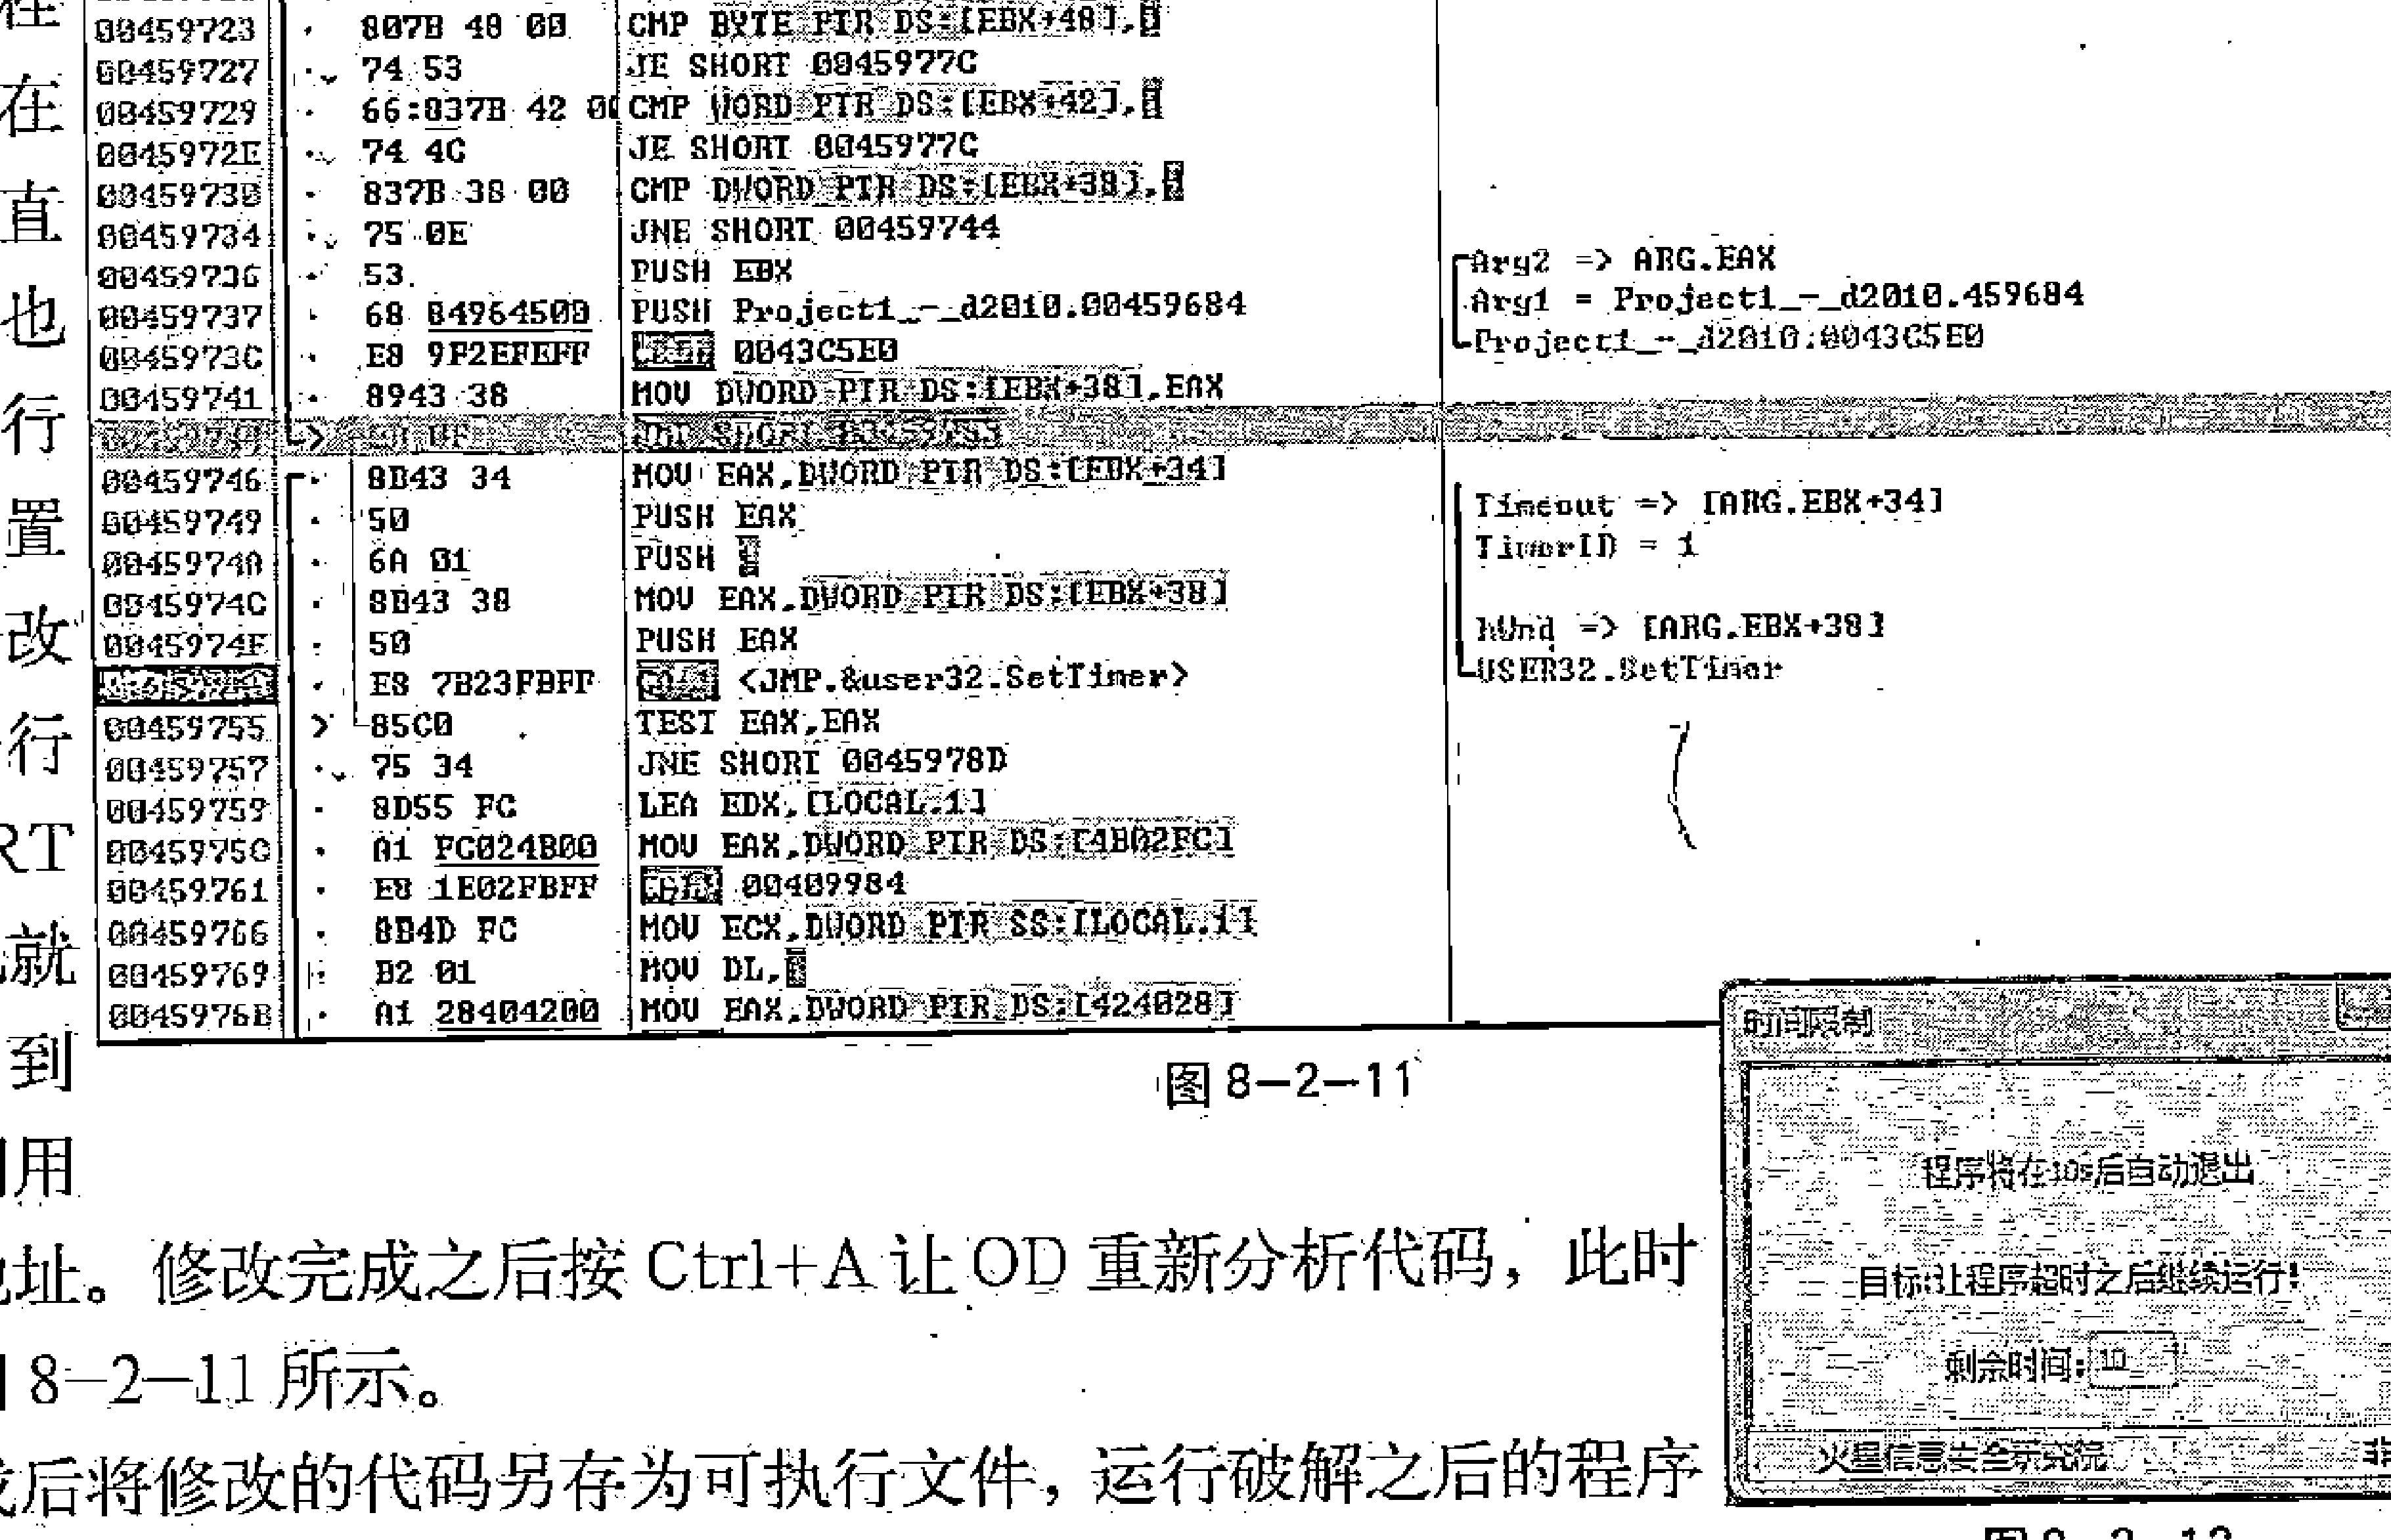 程
00459723 807B 48 00 CMP BYTE PTR DS:[EBX+48],
在 00459727 74 53 JE SHORT 0045977C
00459729 66:837B 42 00 CMP WORD PTR DS:[EBX+42],
0045972E 74 4C JE SHORT 0045977C
直 00459730 837B 38 00 CMP DWORD PTR DS:[EBX+38],
00459734 75 0E JNE SHORT 00459744
00459736 53 PUSH EBX Arg2 => ARG.EAX
也 00459737 68 84964500 PUSH Project1_-_d2010.00459684 Arg1 = Project1_-_d2010.459684
0045973C E8 9F2EFEFF CALL 0043C5E0 Project1_-_d2010.0043C5E0
00459741 8943 38 MOV DWORD PTR DS:[EBX+38],EAX
行 > JMP SHORT 00459755
00459746 8B43 34 MOV EAX,DWORD PTR DS:[EBX+34]
置 00459749 50 PUSH EAX Timeout => [ARG.EBX+34]
0045974A 6A 01 PUSH TimerID = 1
0045974C 8B43 38 MOV EAX,DWORD PTR DS:[EBX+38]
改 0045974F 50 PUSH EAX hWnd => [ARG.EBX+38]
E8 7B23FBFF CALL <JMP.&user32.SetTimer> USER32.SetTimer
行 00459755 > 85C0 TEST EAX,EAX
00459757 75 34 JNE SHORT 0045978D
00459759 8D55 FC LEA EDX,[LOCAL.1]
RT 0045975C A1 FC024B00 MOV EAX,DWORD PTR DS:[4B02FC]
00459761 E8 1E02FBFF CALL 00409984
就 00459766 8B4D FC MOV ECX,DWORD PTR SS:[LOCAL.1]
00459769 B2 01 MOV DL,
0045976B A1 28404200 MOV EAX,DWORD PTR DS:[424028]
到
图 8-2-11
用
时间限制
程序将在10s后自动退出
目标:让程序超时之后继续运行!
剩余时间: 10
火星信息安全研究院
地址。修改完成之后按 Ctrl+A 让 OD 重新分析代码，此时
8-2-11 所示。
后将修改的代码另存为可执行文件，运行破解之后的程序